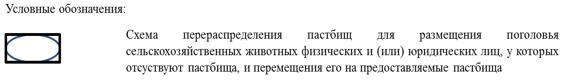 Условные обозначения:
Схема перераспределения пастбищ для размещения поголовья
сельскохозяйственных животных физических и (или) юридических лиц, у которых
отсуствуют пастбища, и перемещения его на предоставляемые пастбища